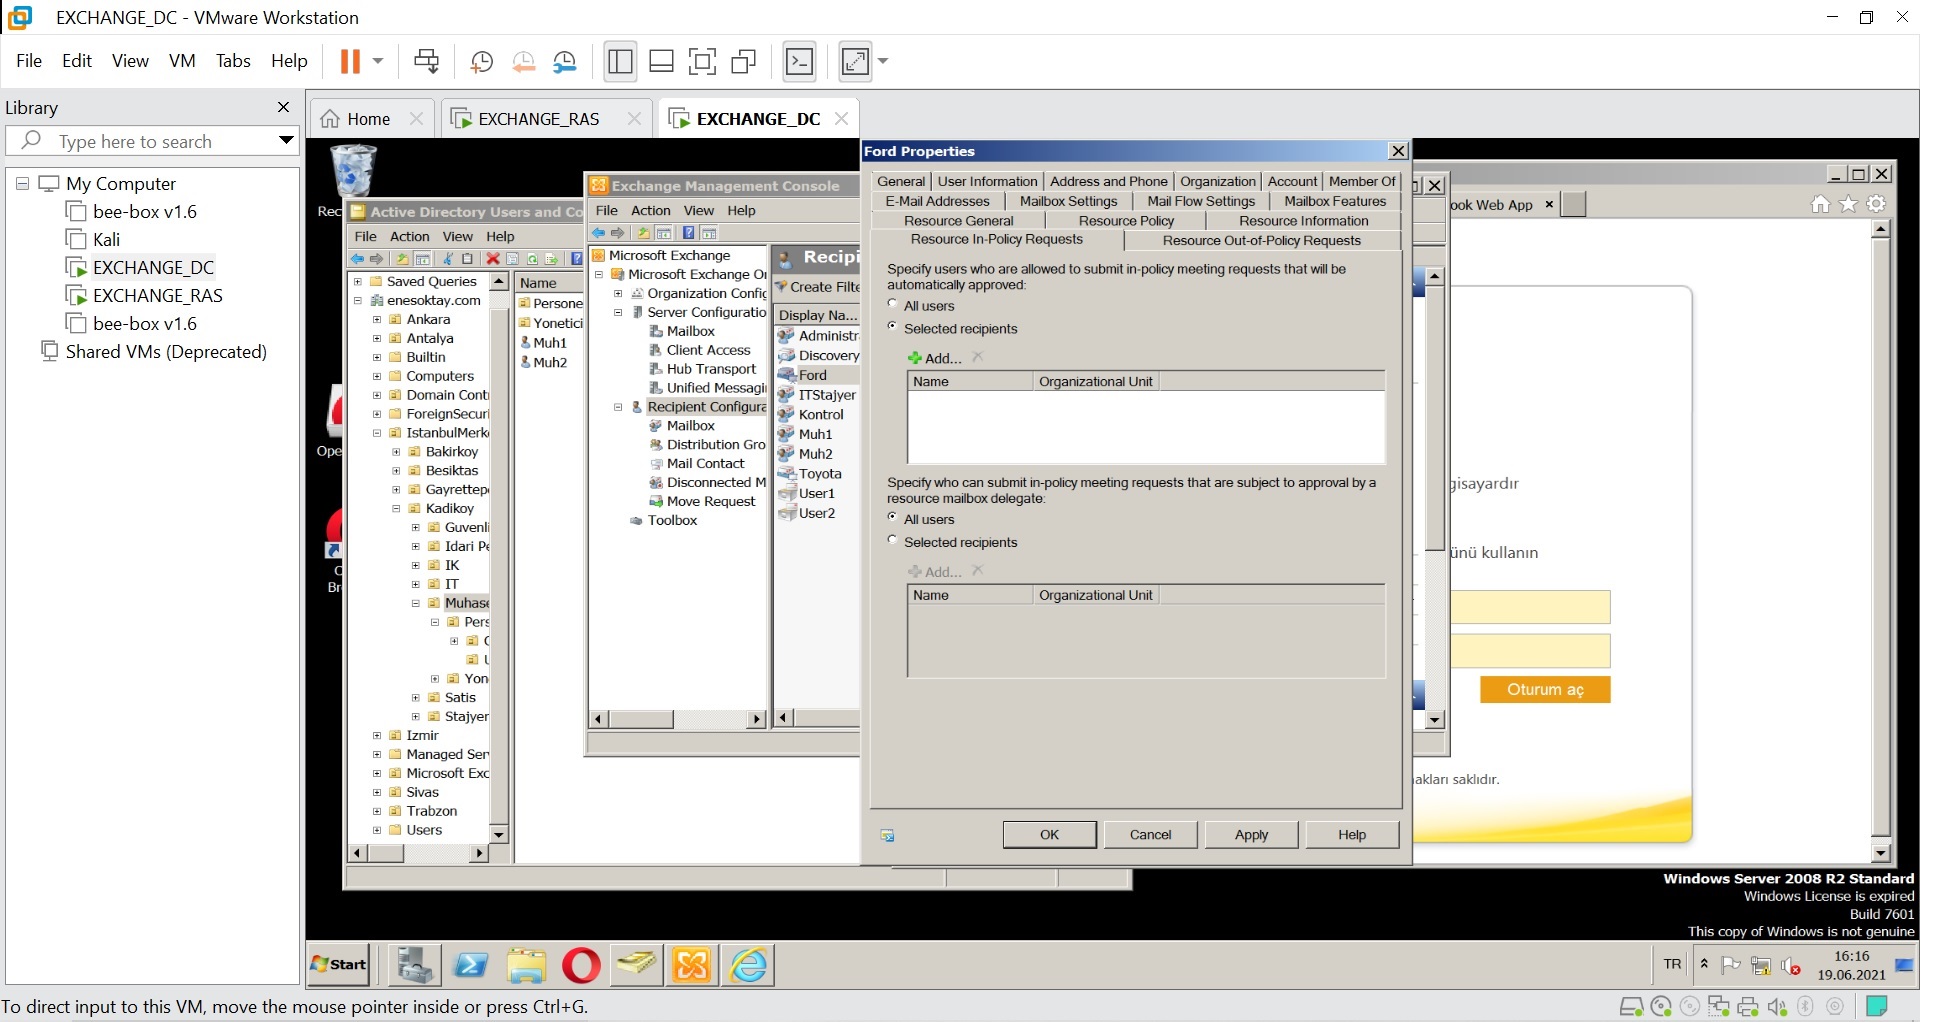 EXCHANGE_DC - VMware Workstation
File Edit View VM Tabs Help
Library
Type here to search
My Computer
bee-box v1.6
Kali
EXCHANGE_DC
EXCHANGE_RAS
bee-box v1.6
Shared VMs (Deprecated)
Home
EXCHANGE_RAS
EXCHANGE_DC
Rec
Ope
Br
Active Directory Users and Co
File Action View Help
Saved Queries
enesoktay.com
Ankara
Antalya
Builtin
Computers
Domain Cont
ForeignSecuri
IstanbulMerk
Bakirkoy
Besiktas
Gayrettep
Kadikoy
Guvenli
Idari Pe
IK
IT
Muhase
Pers
Yon
Satis
Stajyer
Izmir
Managed Ser
Microsoft Exc
Sivas
Trabzon
Users
Name
Persone
Yonetici
Muh1
Muh2
Exchange Management Console
File Action View Help
Microsoft Exchange
Microsoft Exchange Or
Organization Config
Server Configuratio
Mailbox
Client Access
Hub Transport
Unified Messagi
Recipient Configura
Mailbox
Distribution Gro
Mail Contact
Disconnected M
Move Request
Toolbox
Recipi
Create Filte
Display Na...
Administr
Discovery
Ford
ITStajyer
Kontrol
Muh1
Muh2
Toyota
User1
User2
Ford Properties
General User Information Address and Phone Organization Account Member Of
E-Mail Addresses Mailbox Settings Mail Flow Settings Mailbox Features
Resource General Resource Policy Resource Information
Resource In-Policy Requests Resource Out-of-Policy Requests
Specify users who are allowed to submit in-policy meeting requests that will be
automatically approved:
All users
Selected recipients
Add...
Name Organizational Unit
Specify who can submit in-policy meeting requests that are subject to approval by a
resource mailbox delegate:
All users
Selected recipients
Add...
Name Organizational Unit
OK Cancel Apply Help
ook Web App
gisayardır
ünü kullanın
Oturum aç
akları saklıdır.
Windows Server 2008 R2 Standard
Windows License is expired
Build 7601
This copy of Windows is not genuine
Start
TR
16:16
19.06.2021
To direct input to this VM, move the mouse pointer inside or press Ctrl+G.